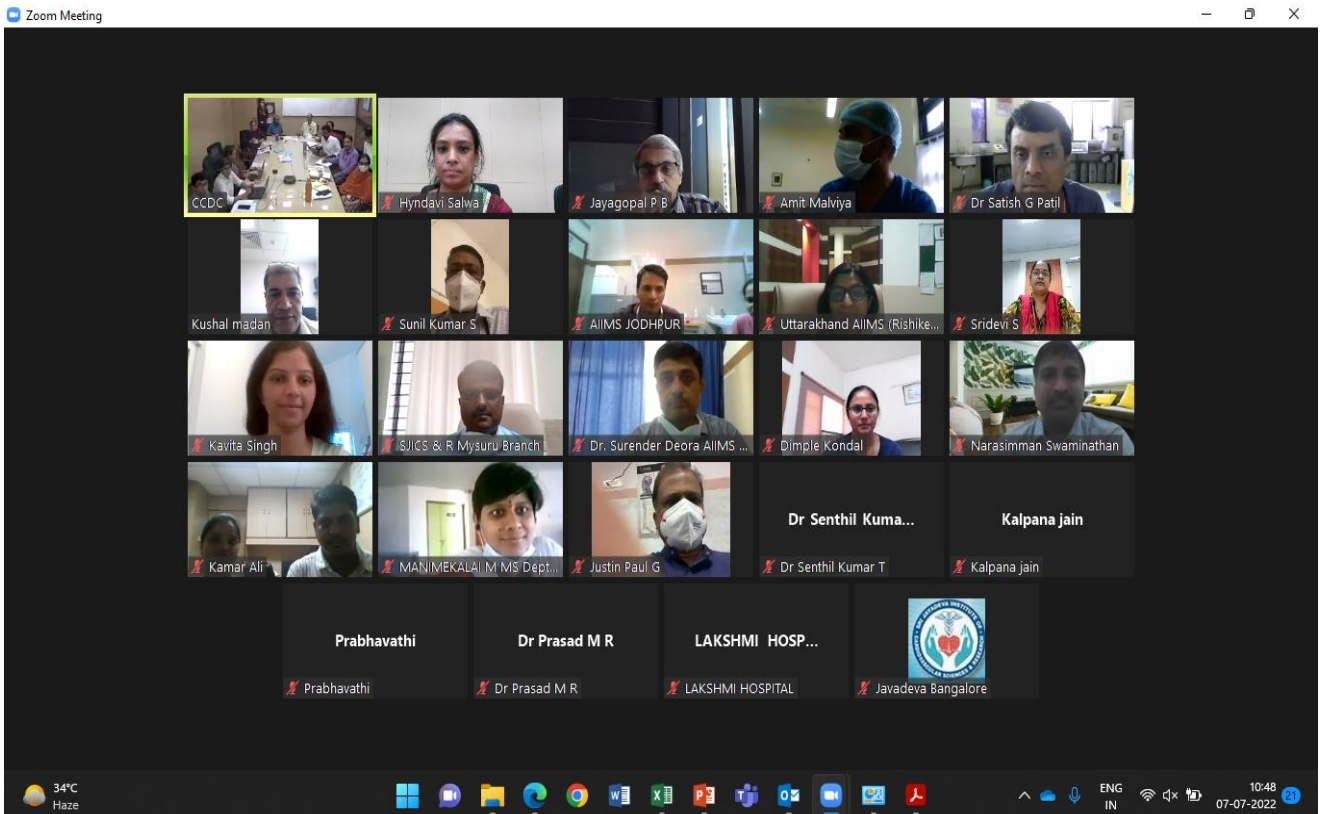 Zoom Meeting
CCDC
Hyndavi Salwa
Jayagopal P B
Amit Malviya
Dr Satish G Patil
Kushal madan
Sunil Kumar S
AIIMS JODHPUR
Uttarakhand AIIMS (Rishike...
Sridevi S
Kavita Singh
SJICS & R Mysuru Branch
Dr. Surender Deora AIIMS ...
Dimple Kondal
Narasimman Swaminathan
Kamar Ali
MANIMEKALAI M MS Dept...
Justin Paul G
Dr Senthil Kuma...
Dr Senthil Kumar T
Kalpana jain
Kalpana jain
Prabhavathi
Prabhavathi
Dr Prasad M R
Dr Prasad M R
LAKSHMI HOSP...
LAKSHMI HOSPITAL
Javadeva Bangalore
34°C
Haze
ENG
IN
10:48
07-07-2022
21